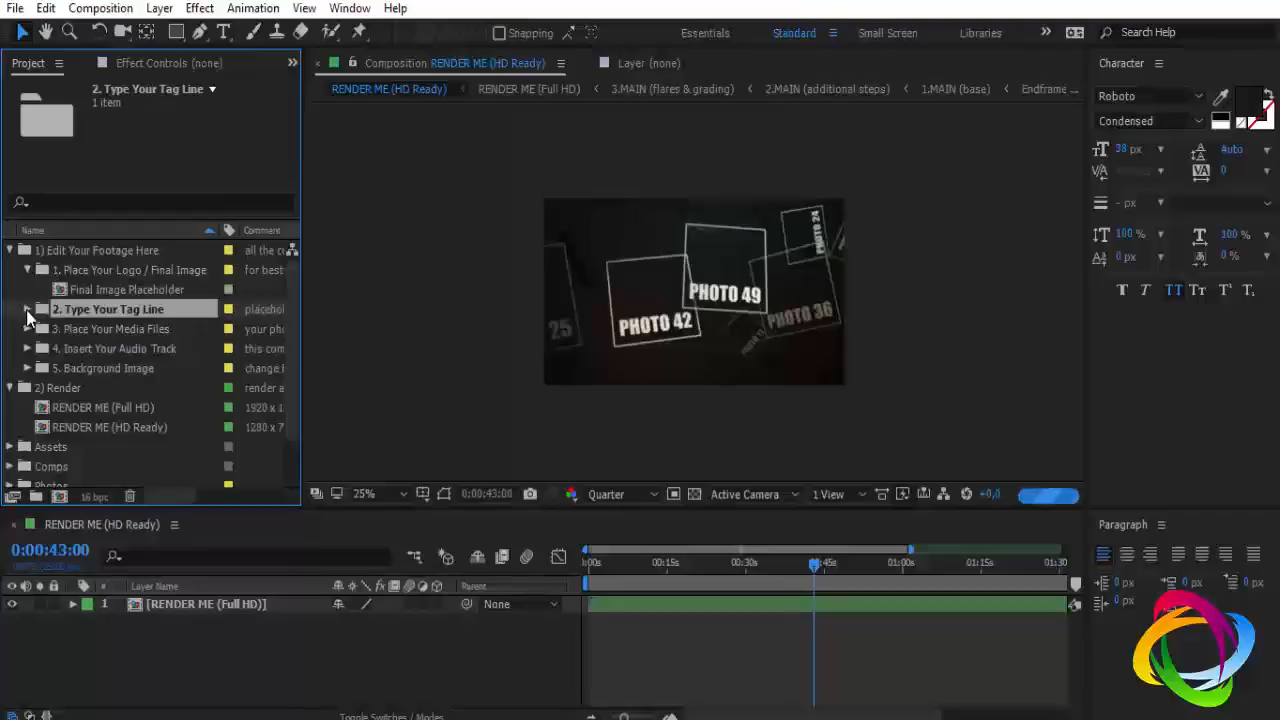 File Edit Composition Layer Effect Animation View Window Help
Snapping Essentials Standard Small Screen Libraries Search Help
Project Effect Controls (none) Composition RENDER ME (HD Ready) Layer (none) Character
2. Type Your Tag Line
1 item
RENDER ME (HD Ready) RENDER ME (Full HD) 3.MAIN (flares & grading) 2.MAIN (additional steps) 1.MAIN (base) Endframe ...
Roboto
Condensed
38 px Auto
0
- px
100 % 100 %
0 px 0 %
Name Comment
1) Edit Your Footage Here all the co
1. Place Your Logo / Final Image for best
Final Image Placeholder
2. Type Your Tag Line placehol
3. Place Your Media Files your pho
4. Insert Your Audio Track this com
5. Background Image change
2) Render render a
RENDER ME (Full HD) 1920 x 1
RENDER ME (HD Ready) 1280 x 7
Assets
Comps
Photos
16 bpc
PHOTO 24
PHOTO 49
PHOTO 42
PHOTO 36
25
25% 0:00:43:00 Quarter Active Camera 1 View +0,0
RENDER ME (HD Ready)
0:00:43:00
:00s 00:15s 00:30s 00:45s 01:00s 01:15s 01:30
# Layer Name Parent
1 [RENDER ME (Full HD)] None
Toggle Switches / Modes
Paragraph
0 px 0 px 0 px
0 px